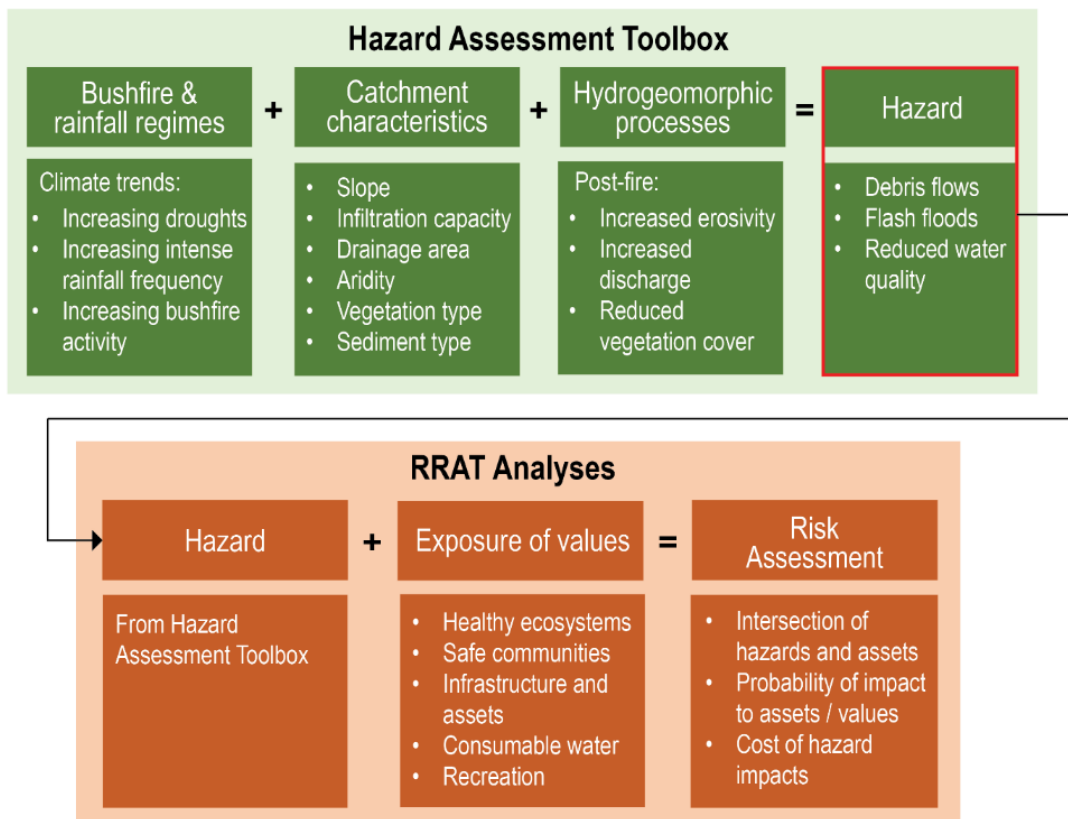 Hazard Assessment Toolbox
Bushfire &
rainfall regimes
+
Catchment
characteristics
+
Hydrogeomorphic
processes
=
Hazard
Climate trends:
• Increasing droughts
• Increasing intense
rainfall frequency
• Increasing bushfire
activity
• Slope
• Infiltration capacity
• Drainage area
• Aridity
• Vegetation type
• Sediment type
Post-fire:
• Increased erosivity
• Increased
discharge
• Reduced
vegetation cover
• Debris flows
• Flash floods
• Reduced water
quality
RRAT Analyses
Hazard
+
Exposure of values
=
Risk
Assessment
From Hazard
Assessment Toolbox
• Healthy ecosystems
• Safe communities
• Infrastructure and
assets
• Consumable water
• Recreation
• Intersection of
hazards and assets
• Probability of impact
to assets / values
• Cost of hazard
impacts